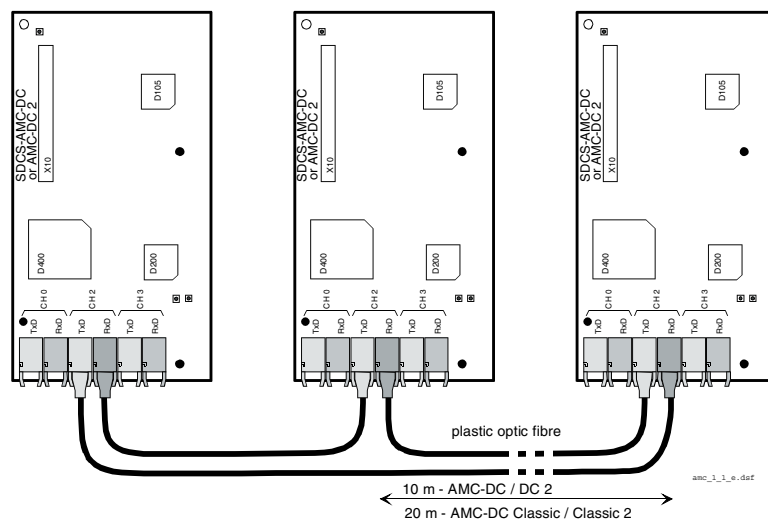 SDCS-AMC-DC
or AMC-DC 2
X10
D105
D400
D200
CH 0
CH 2
CH 3
TxD
RxD
TxD
RxD
TxD
RxD
SDCS-AMC-DC
or AMC-DC 2
X10
D105
D400
D200
CH 0
CH 2
CH 3
TxD
RxD
TxD
RxD
TxD
RxD
SDCS-AMC-DC
or AMC-DC 2
X10
D105
D400
D200
CH 0
CH 2
CH 3
TxD
RxD
TxD
RxD
TxD
RxD
plastic optic fibre
amc_1_1_e.dsf
10 m - AMC-DC / DC 2
20 m - AMC-DC Classic / Classic 2